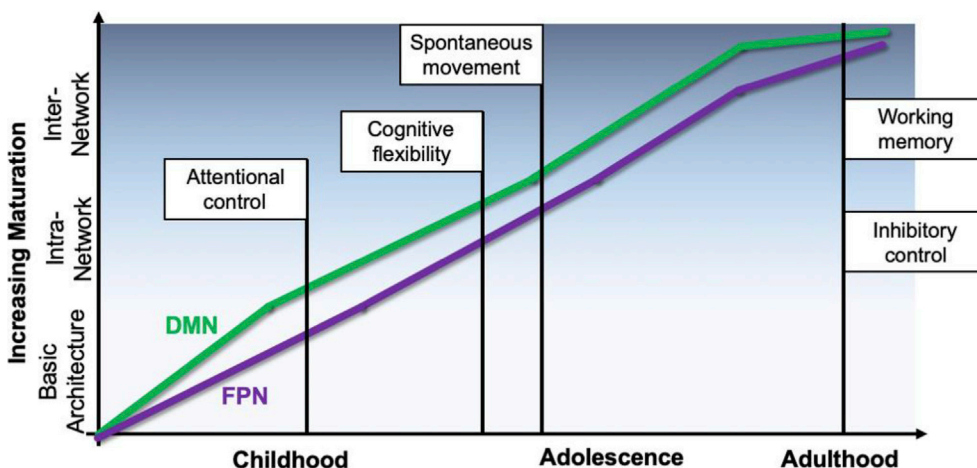 Increasing Maturation
Inter-
Network
Intra-
Network
Basic
Architecture
Spontaneous
movement
Cognitive
flexibility
Attentional
control
Working
memory
Inhibitory
control
DMN
FPN
Childhood
Adolescence
Adulthood